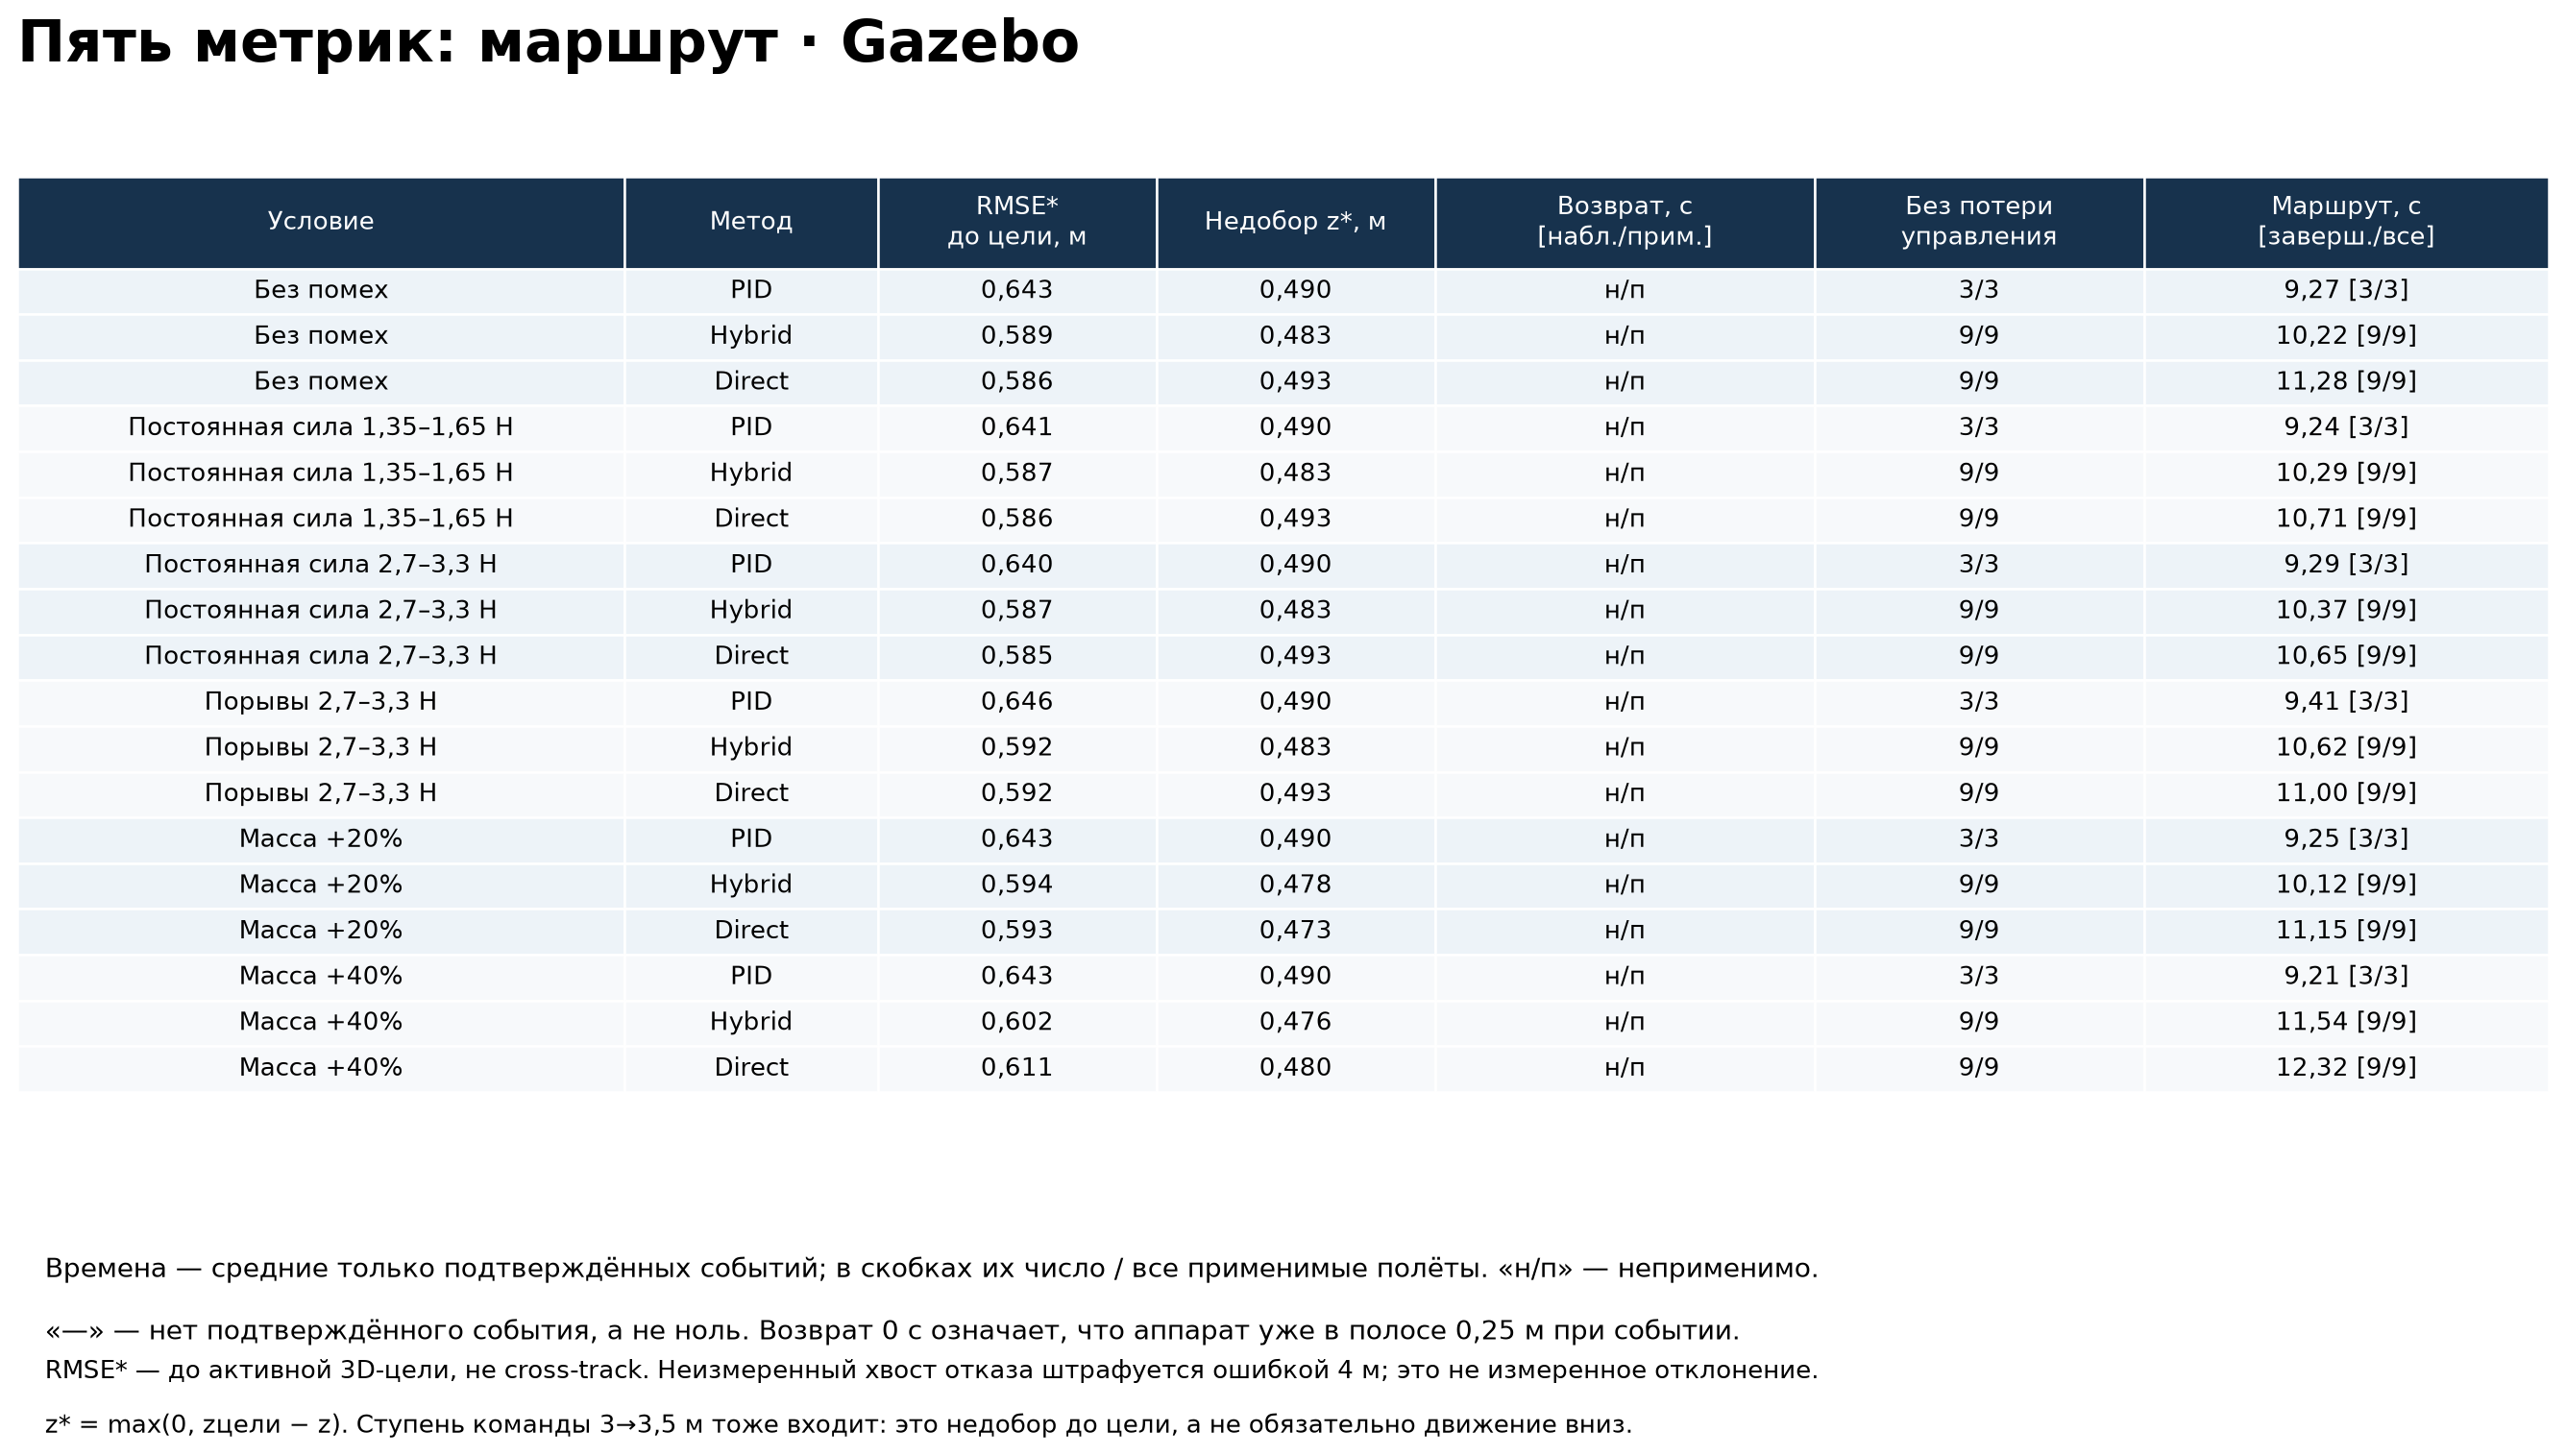 Пять метрик: маршрут · Gazebo
Условие | Метод | RMSE* до цели, м | Недобор z*, м | Возврат, с [набл./прим.] | Без потери управления | Маршрут, с [заверш./все]
Без помех | PID | 0,643 | 0,490 | н/п | 3/3 | 9,27 [3/3]
Без помех | Hybrid | 0,589 | 0,483 | н/п | 9/9 | 10,22 [9/9]
Без помех | Direct | 0,586 | 0,493 | н/п | 9/9 | 11,28 [9/9]
Постоянная сила 1,35–1,65 Н | PID | 0,641 | 0,490 | н/п | 3/3 | 9,24 [3/3]
Постоянная сила 1,35–1,65 Н | Hybrid | 0,587 | 0,483 | н/п | 9/9 | 10,29 [9/9]
Постоянная сила 1,35–1,65 Н | Direct | 0,586 | 0,493 | н/п | 9/9 | 10,71 [9/9]
Постоянная сила 2,7–3,3 Н | PID | 0,640 | 0,490 | н/п | 3/3 | 9,29 [3/3]
Постоянная сила 2,7–3,3 Н | Hybrid | 0,587 | 0,483 | н/п | 9/9 | 10,37 [9/9]
Постоянная сила 2,7–3,3 Н | Direct | 0,585 | 0,493 | н/п | 9/9 | 10,65 [9/9]
Порывы 2,7–3,3 Н | PID | 0,646 | 0,490 | н/п | 3/3 | 9,41 [3/3]
Порывы 2,7–3,3 Н | Hybrid | 0,592 | 0,483 | н/п | 9/9 | 10,62 [9/9]
Порывы 2,7–3,3 Н | Direct | 0,592 | 0,493 | н/п | 9/9 | 11,00 [9/9]
Масса +20% | PID | 0,643 | 0,490 | н/п | 3/3 | 9,25 [3/3]
Масса +20% | Hybrid | 0,594 | 0,478 | н/п | 9/9 | 10,12 [9/9]
Масса +20% | Direct | 0,593 | 0,473 | н/п | 9/9 | 11,15 [9/9]
Масса +40% | PID | 0,643 | 0,490 | н/п | 3/3 | 9,21 [3/3]
Масса +40% | Hybrid | 0,602 | 0,476 | н/п | 9/9 | 11,54 [9/9]
Масса +40% | Direct | 0,611 | 0,480 | н/п | 9/9 | 12,32 [9/9]
Времена — средние только подтверждённых событий; в скобках их число / все применимые полёты. «н/п» — неприменимо.
«—» — нет подтверждённого события, а не ноль. Возврат 0 с означает, что аппарат уже в полосе 0,25 м при событии.
RMSE* — до активной 3D-цели, не cross-track. Неизмеренный хвост отказа штрафуется ошибкой 4 м; это не измеренное отклонение.
z* = max(0, zцели − z). Ступень команды 3→3,5 м тоже входит: это недобор до цели, а не обязательно движение вниз.